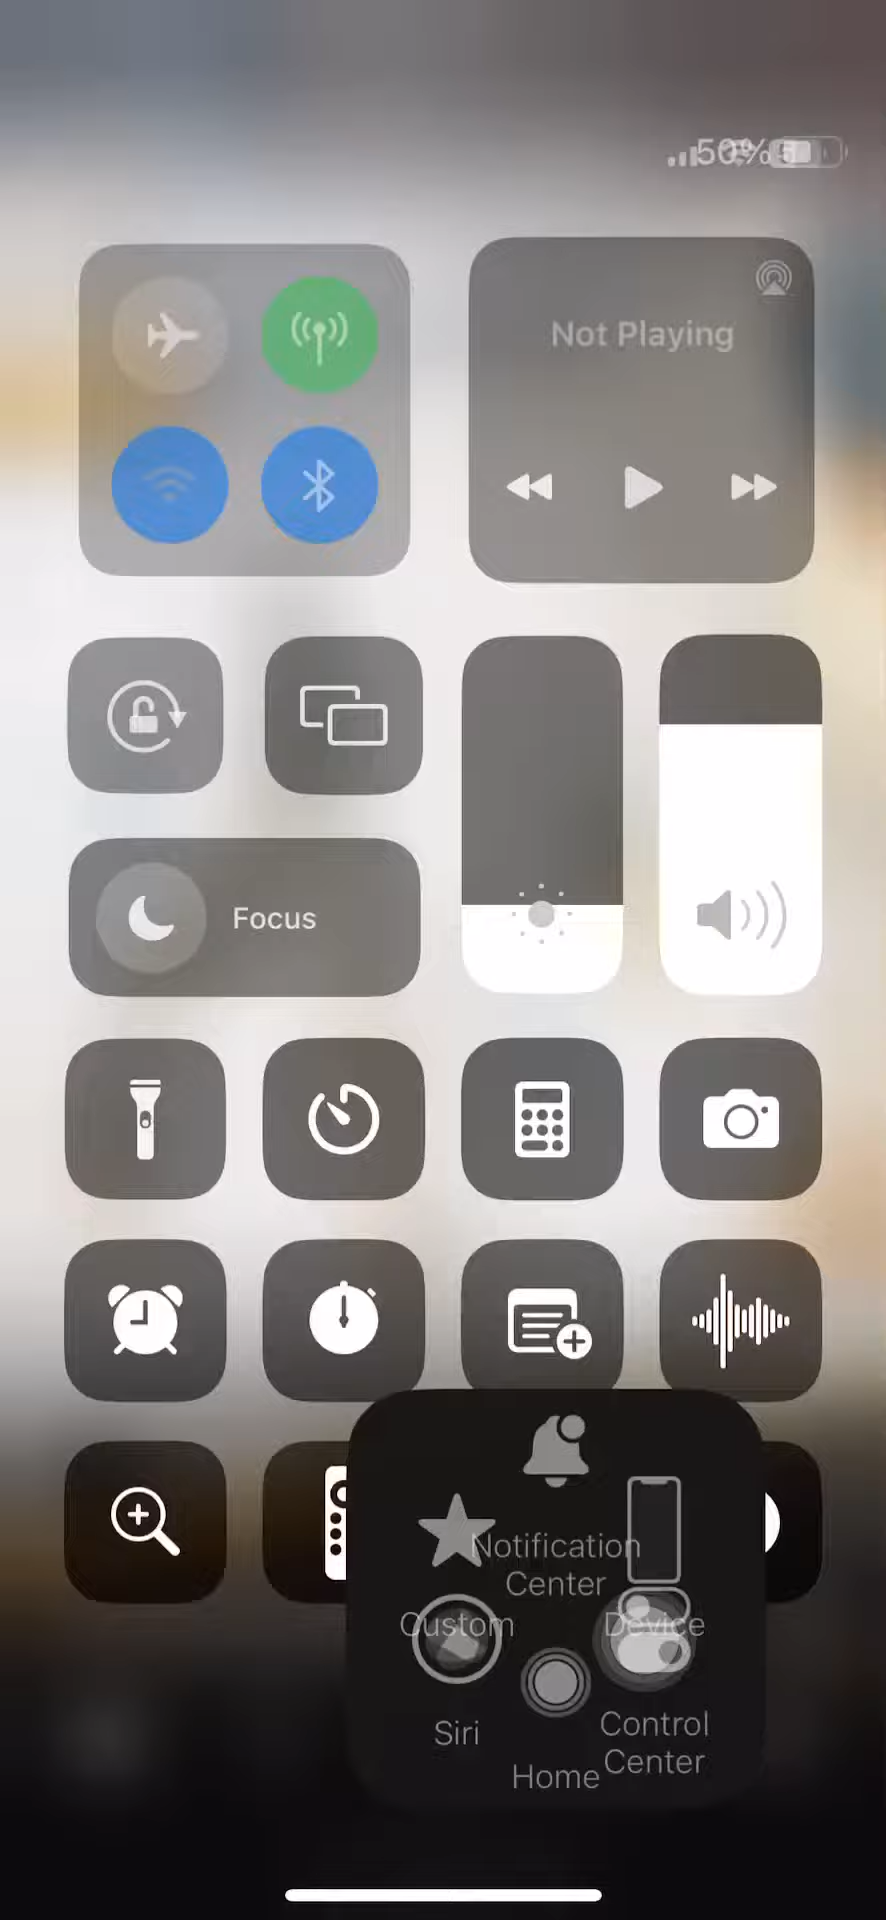 50%
Not Playing
Focus
Notification
Center
Custom
Device
Siri
Control
Center
Home